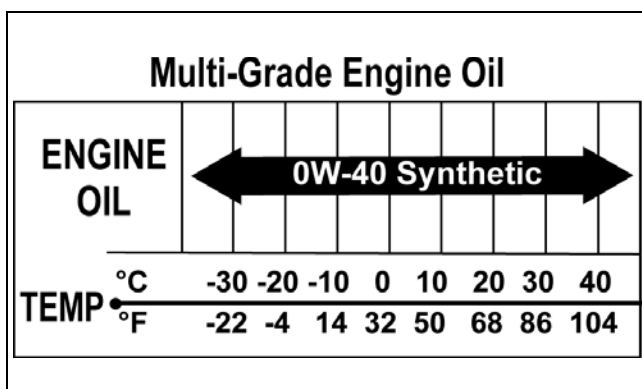 Multi-Grade Engine Oil
ENGINE
OIL
0W-40 Synthetic
TEMP
°C -30 -20 -10 0 10 20 30 40
°F -22 -4 14 32 50 68 86 104